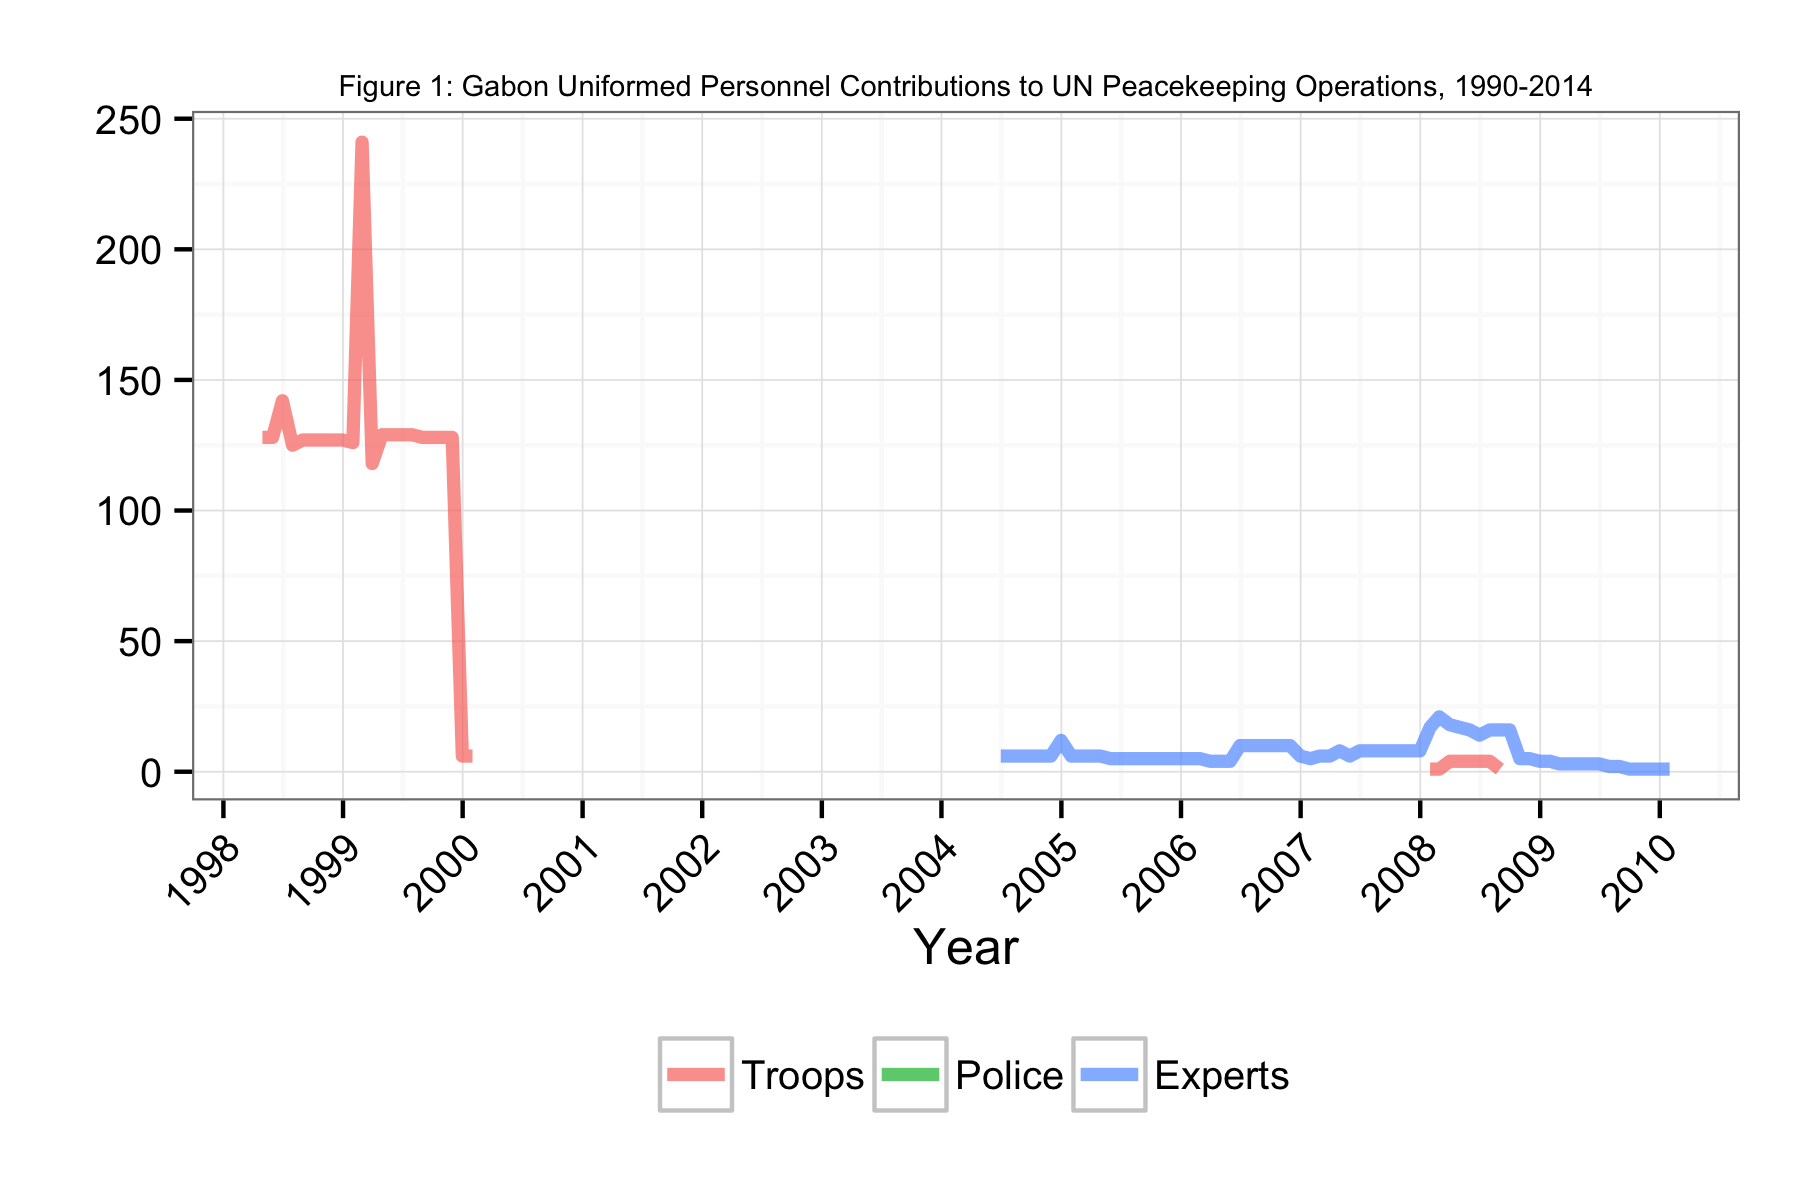 Figure 1: Gabon Uniformed Personnel Contributions to UN Peacekeeping Operations, 1990-2014
250
200
150
100
50
0
1998 1999 2000 2001 2002 2003 2004 2005 2006 2007 2008 2009 2010
Year
Troops Police Experts